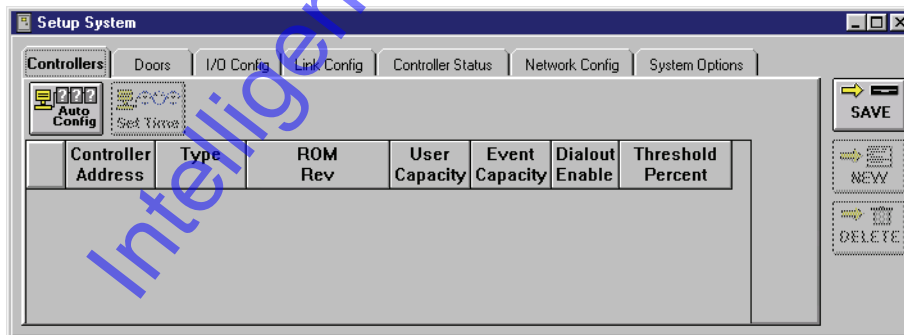 Setup System
Controllers Doors I/O Config Link Config Controller Status Network Config System Options
???
Auto
Config
Set Time
SAVE
Controller
Address
Type
ROM
Rev
User
Capacity
Event
Capacity
Dialout
Enable
Threshold
Percent
NEW
DELETE
Intelligen